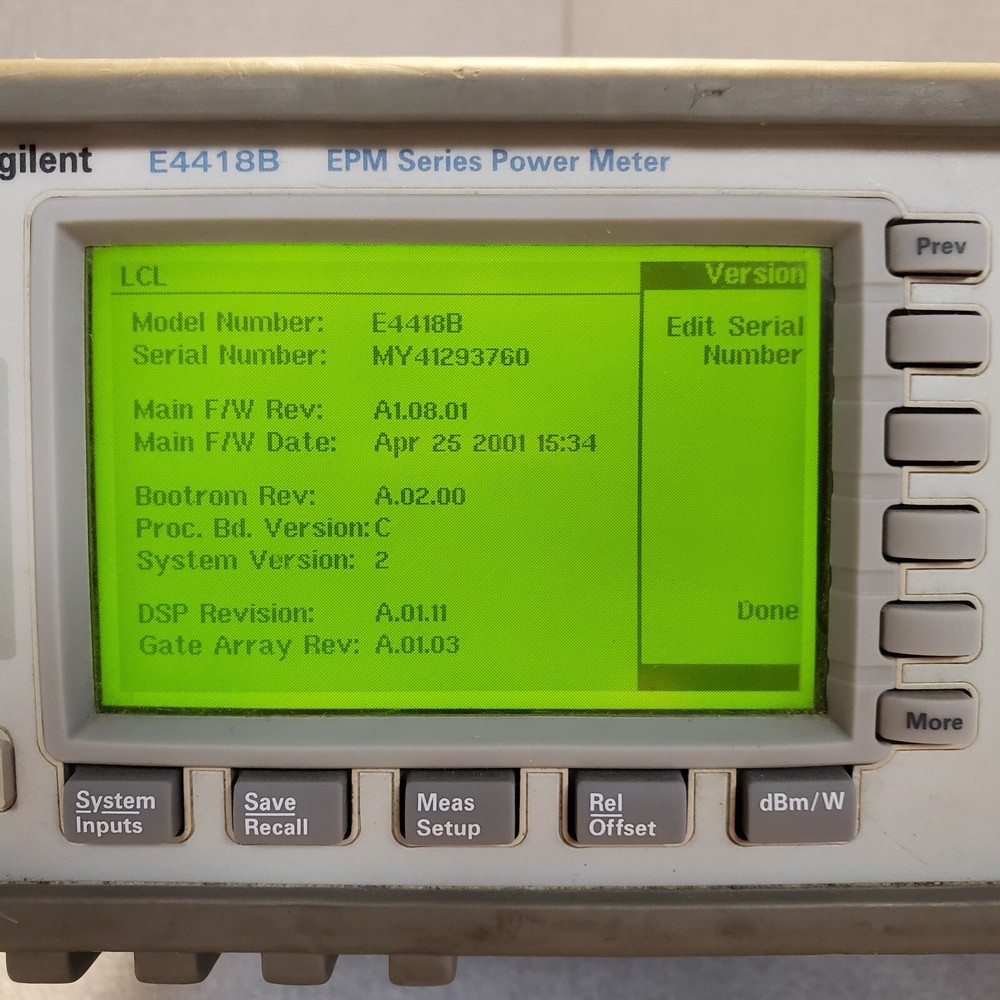 gilent E4418B EPM Series Power Meter
LCL
Version
Model Number: E4418B
Serial Number: MY41293760
Edit Serial
Number
Main F/W Rev: A1.08.01
Main F/W Date: Apr 25 2001 15:34
Bootrom Rev: A.02.00
Proc. Bd. Version: C
System Version: 2
DSP Revision: A.01.11
Gate Array Rev: A.01.03
Done
Prev
More
System
Inputs
Save
Recall
Meas
Setup
Rel
Offset
dBm/W